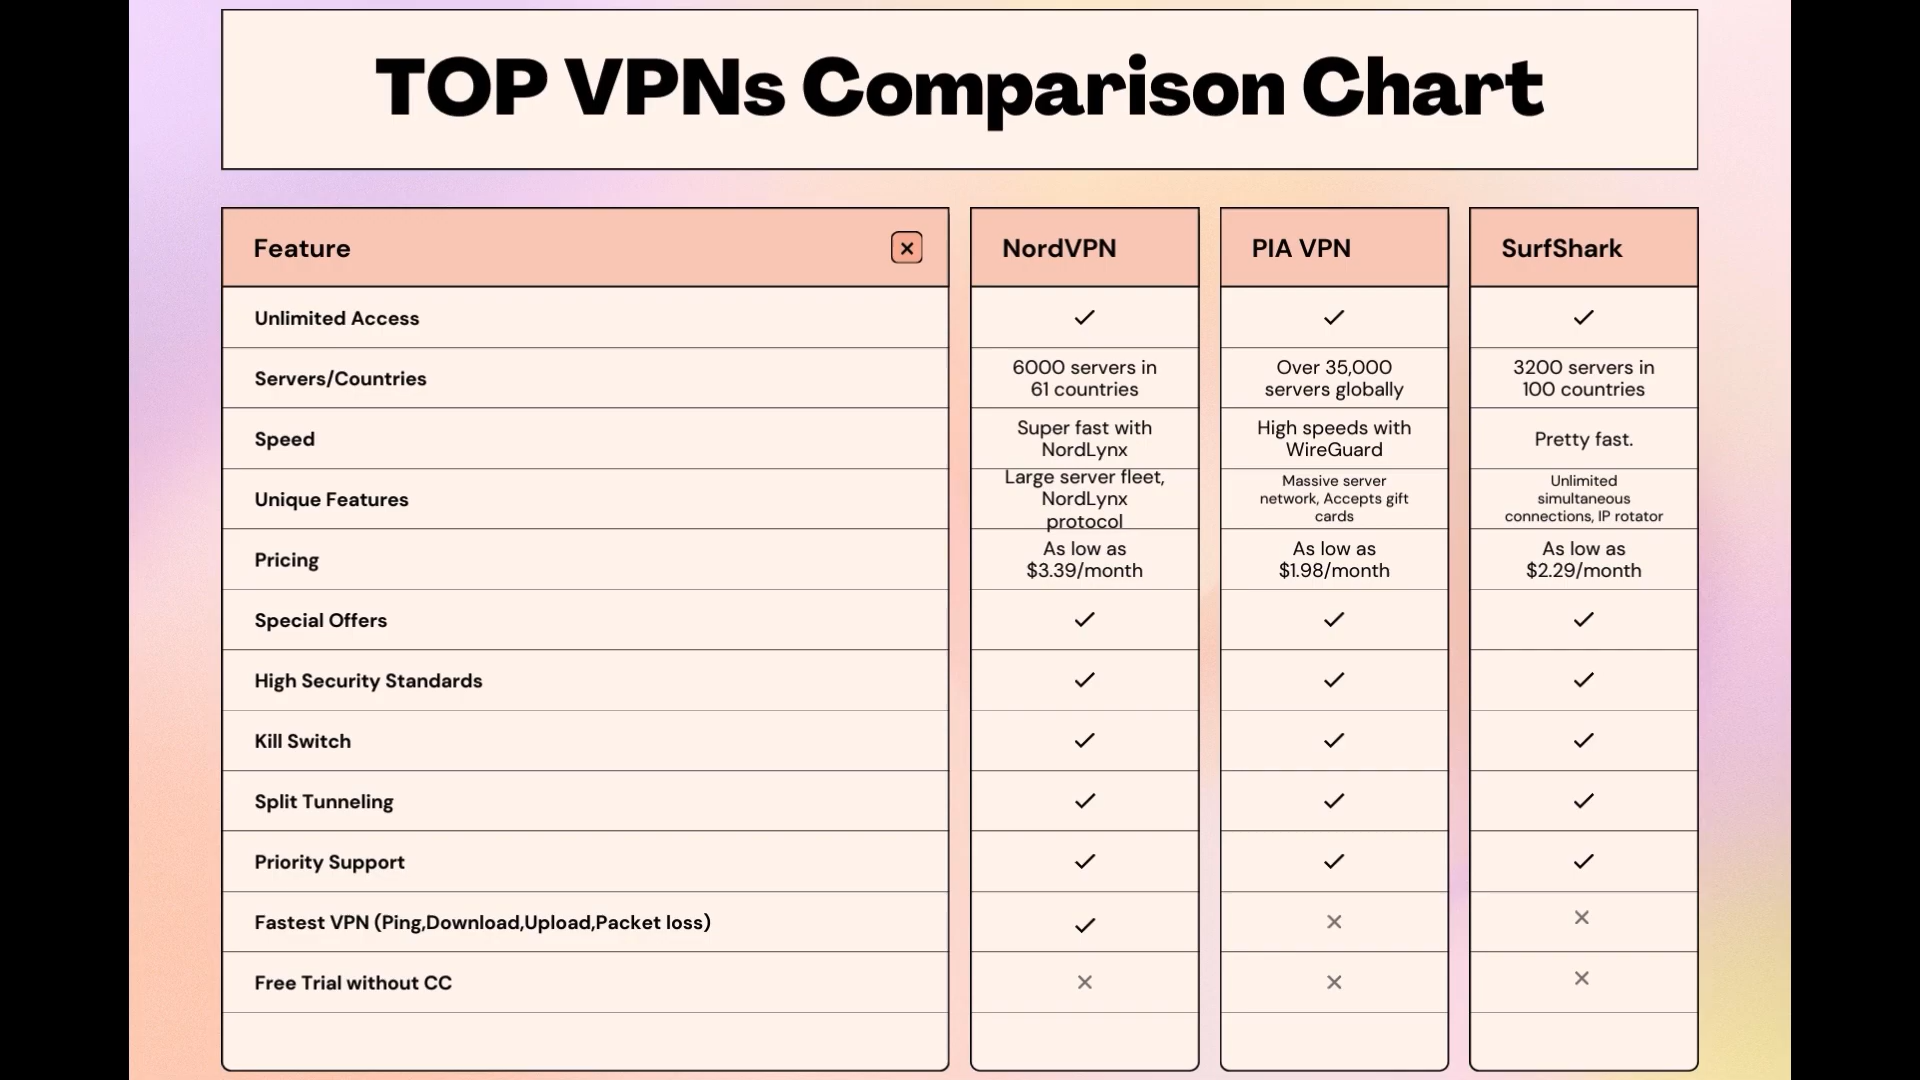 TOP VPNs Comparison Chart
Feature
NordVPN
PIA VPN
SurfShark
Unlimited Access
Servers/Countries
6000 servers in
61 countries
Over 35,000
servers globally
3200 servers in
100 countries
Speed
Super fast with
NordLynx
High speeds with
WireGuard
Pretty fast.
Unique Features
Large server fleet,
NordLynx
protocol
Massive server
network, Accepts gift
cards
Unlimited
simultaneous
connections, IP rotator
Pricing
As low as
$3.39/month
As low as
$1.98/month
As low as
$2.29/month
Special Offers
High Security Standards
Kill Switch
Split Tunneling
Priority Support
Fastest VPN (Ping,Download,Upload,Packet loss)
Free Trial without CC